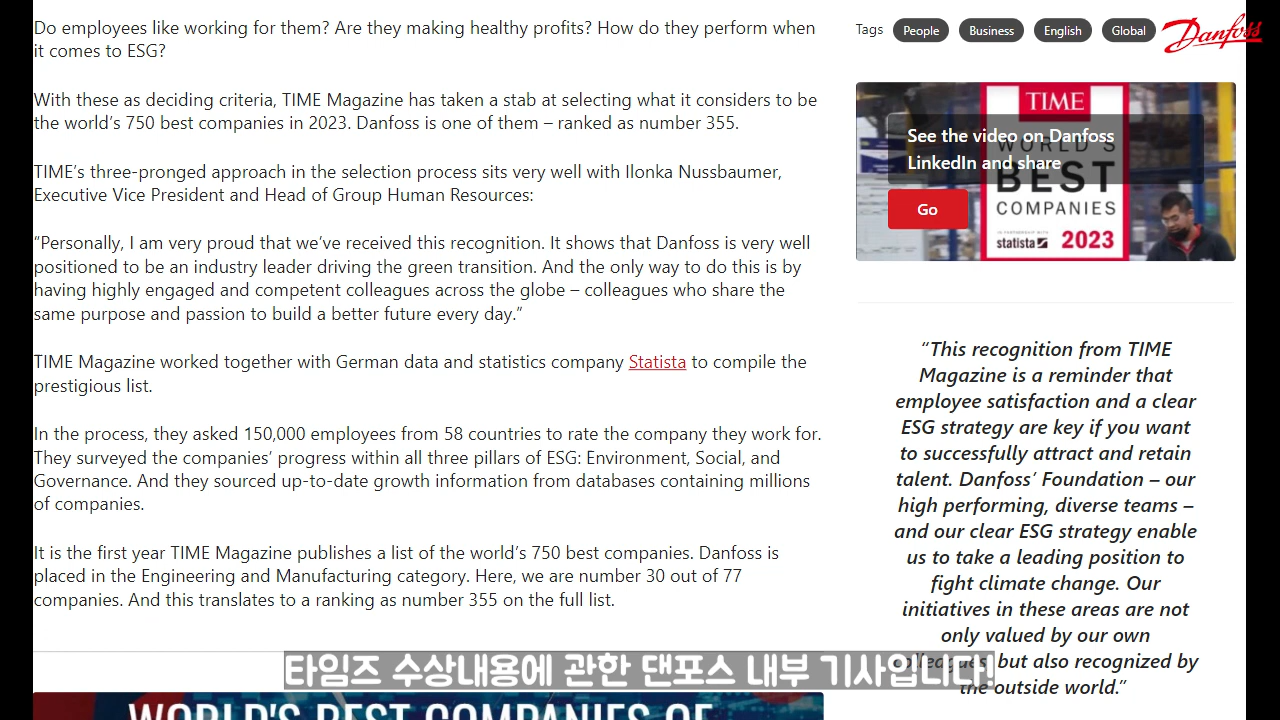 Do employees like working for them? Are they making healthy profits? How do they perform when
it comes to ESG?
With these as deciding criteria, TIME Magazine has taken a stab at selecting what it considers to be
the world’s 750 best companies in 2023. Danfoss is one of them – ranked as number 355.
TIME’s three-pronged approach in the selection process sits very well with Ilonka Nussbaumer,
Executive Vice President and Head of Group Human Resources:
“Personally, I am very proud that we’ve received this recognition. It shows that Danfoss is very well
positioned to be an industry leader driving the green transition. And the only way to do this is by
having highly engaged and competent colleagues across the globe – colleagues who share the
same purpose and passion to build a better future every day.”
TIME Magazine worked together with German data and statistics company Statista to compile the
prestigious list.
In the process, they asked 150,000 employees from 58 countries to rate the company they work for.
They surveyed the companies’ progress within all three pillars of ESG: Environment, Social, and
Governance. And they sourced up-to-date growth information from databases containing millions
of companies.
It is the first year TIME Magazine publishes a list of the world’s 750 best companies. Danfoss is
placed in the Engineering and Manufacturing category. Here, we are number 30 out of 77
companies. And this translates to a ranking as number 355 on the full list.
WORLD'S BEST COMPANIES OF
Tags People Business English Global
Danfoss
TIME
WORLD'S
BEST
COMPANIES
IN PARTNERSHIP WITH
statista 2023
See the video on Danfoss
LinkedIn and share
Go
“This recognition from TIME
Magazine is a reminder that
employee satisfaction and a clear
ESG strategy are key if you want
to successfully attract and retain
talent. Danfoss’ Foundation – our
high performing, diverse teams –
and our clear ESG strategy enable
us to take a leading position to
fight climate change. Our
initiatives in these areas are not
only valued by our own
colleagues, but also recognized by
the outside world.”
타임즈 수상내용에 관한 댄포스 내부 기사입니다!